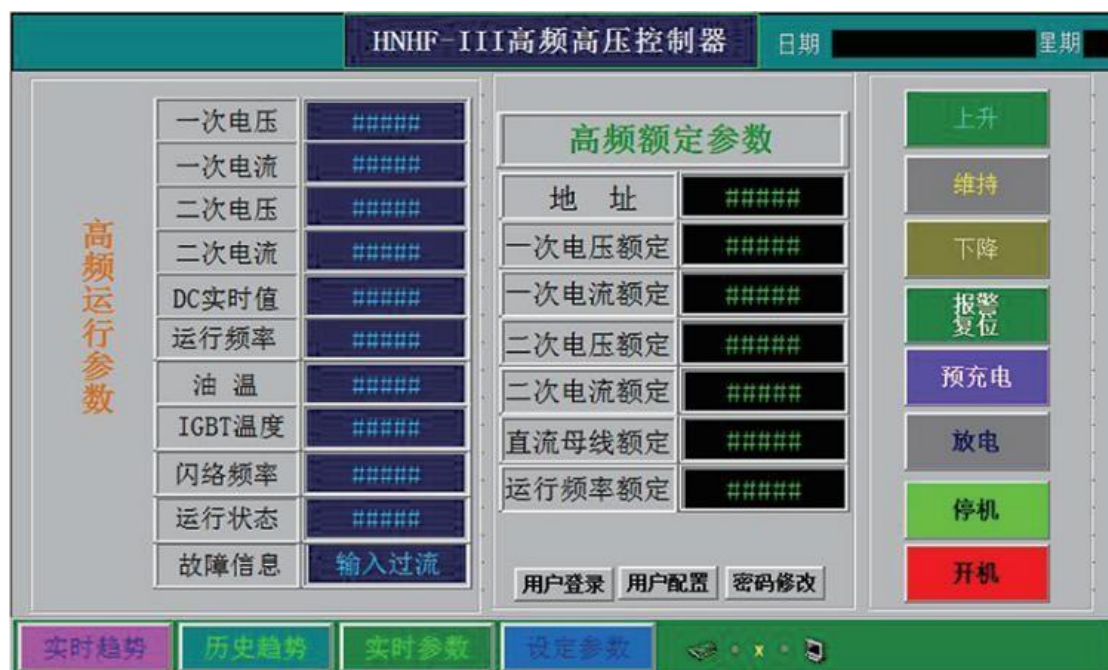 HNHF-III高频高压控制器
日期
星期
高频运行参数
一次电压 #####
一次电流 #####
二次电压 #####
二次电流 #####
DC实时值 #####
运行频率 #####
油 温 #####
IGBT温度 #####
闪络频率 #####
运行状态 #####
故障信息 输入过流
高频额定参数
地 址 #####
一次电压额定 #####
一次电流额定 #####
二次电压额定 #####
二次电流额定 #####
直流母线额定 #####
运行频率额定 #####
用户登录 用户配置 密码修改
上升
维持
下降
报警
复位
预充电
放电
停机
开机
实时趋势 历史趋势 实时参数 设定参数